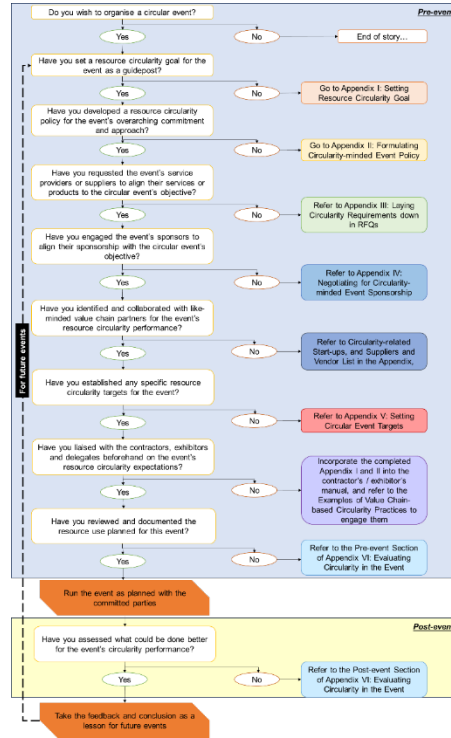 Pre-event
Do you wish to organise a circular event?
Yes
No
End of story...
Have you set a resource circularity goal for
the event as a guidepost?
Yes
No
Go to Appendix I: Setting
Resource Circularity Goal
Have you developed a resource circularity
policy for the event's overarching commitment
and approach?
Yes
No
Go to Appendix II: Formulating
Circularity-minded Event Policy
Have you requested the event's service
providers or suppliers to align their services or
products to the circular event's objective?
Yes
No
Refer to Appendix III: Laying
Circularity Requirements down
in RFQs
Have you engaged the event's sponsors to
align their sponsorship with the circular event's
objective?
Yes
No
Refer to Appendix IV:
Negotiating for Circularity-
minded Event Sponsorship
Have you identified and collaborated with like-
minded value chain partners for the event's
resource circularity performance?
Yes
No
Refer to Circularity-related
Start-ups, and Suppliers and
Vendor List in the Appendix,
Have you established any specific resource
circularity targets for the event?
Yes
No
Refer to Appendix V: Setting
Circular Event Targets
Have you liaised with the contractors, exhibitors
and delegates beforehand on the event's
resource circularity expectations?
Yes
No
Incorporate the completed
Appendix I and II into the
contractor's / exhibitor's
manual, and refer to the
Examples of Value Chain-
based Circularity Practices to
engage them
Have you reviewed and documented the
resource use planned for this event?
Yes
No
Refer to the Pre-event Section
of Appendix VI: Evaluating
Circularity in the Event
Run the event as planned with the
committed parties
For future events
Post-event
Have you assessed what could be done better
for the event's circularity performance?
Yes
No
Refer to the Post-event Section
of Appendix VI: Evaluating
Circularity in the Event
Take the feedback and conclusion as a
lesson for future events